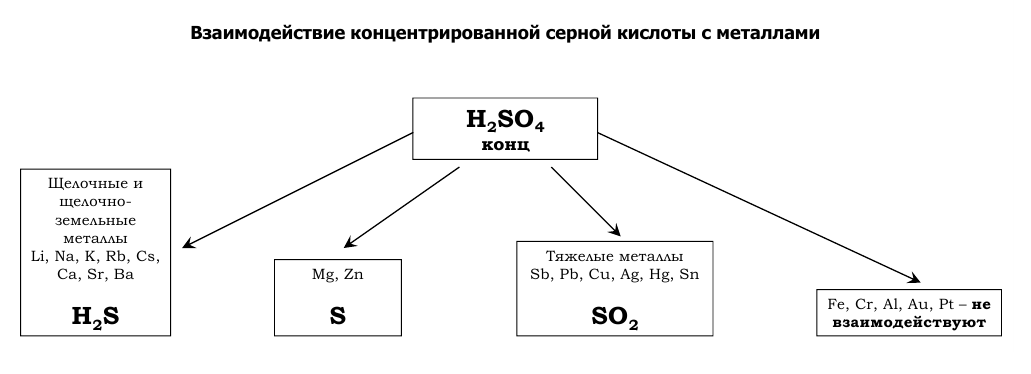 Взаимодействие концентрированной серной кислоты с металлами
H₂SO₄
конц
Щелочные и
щелочно-
земельные
металлы
Li, Na, K, Rb, Cs,
Ca, Sr, Ba
H₂S
Mg, Zn
S
Тяжелые металлы
Sb, Pb, Cu, Ag, Hg, Sn
SO₂
Fe, Cr, Al, Au, Pt – не
взаимодействуют